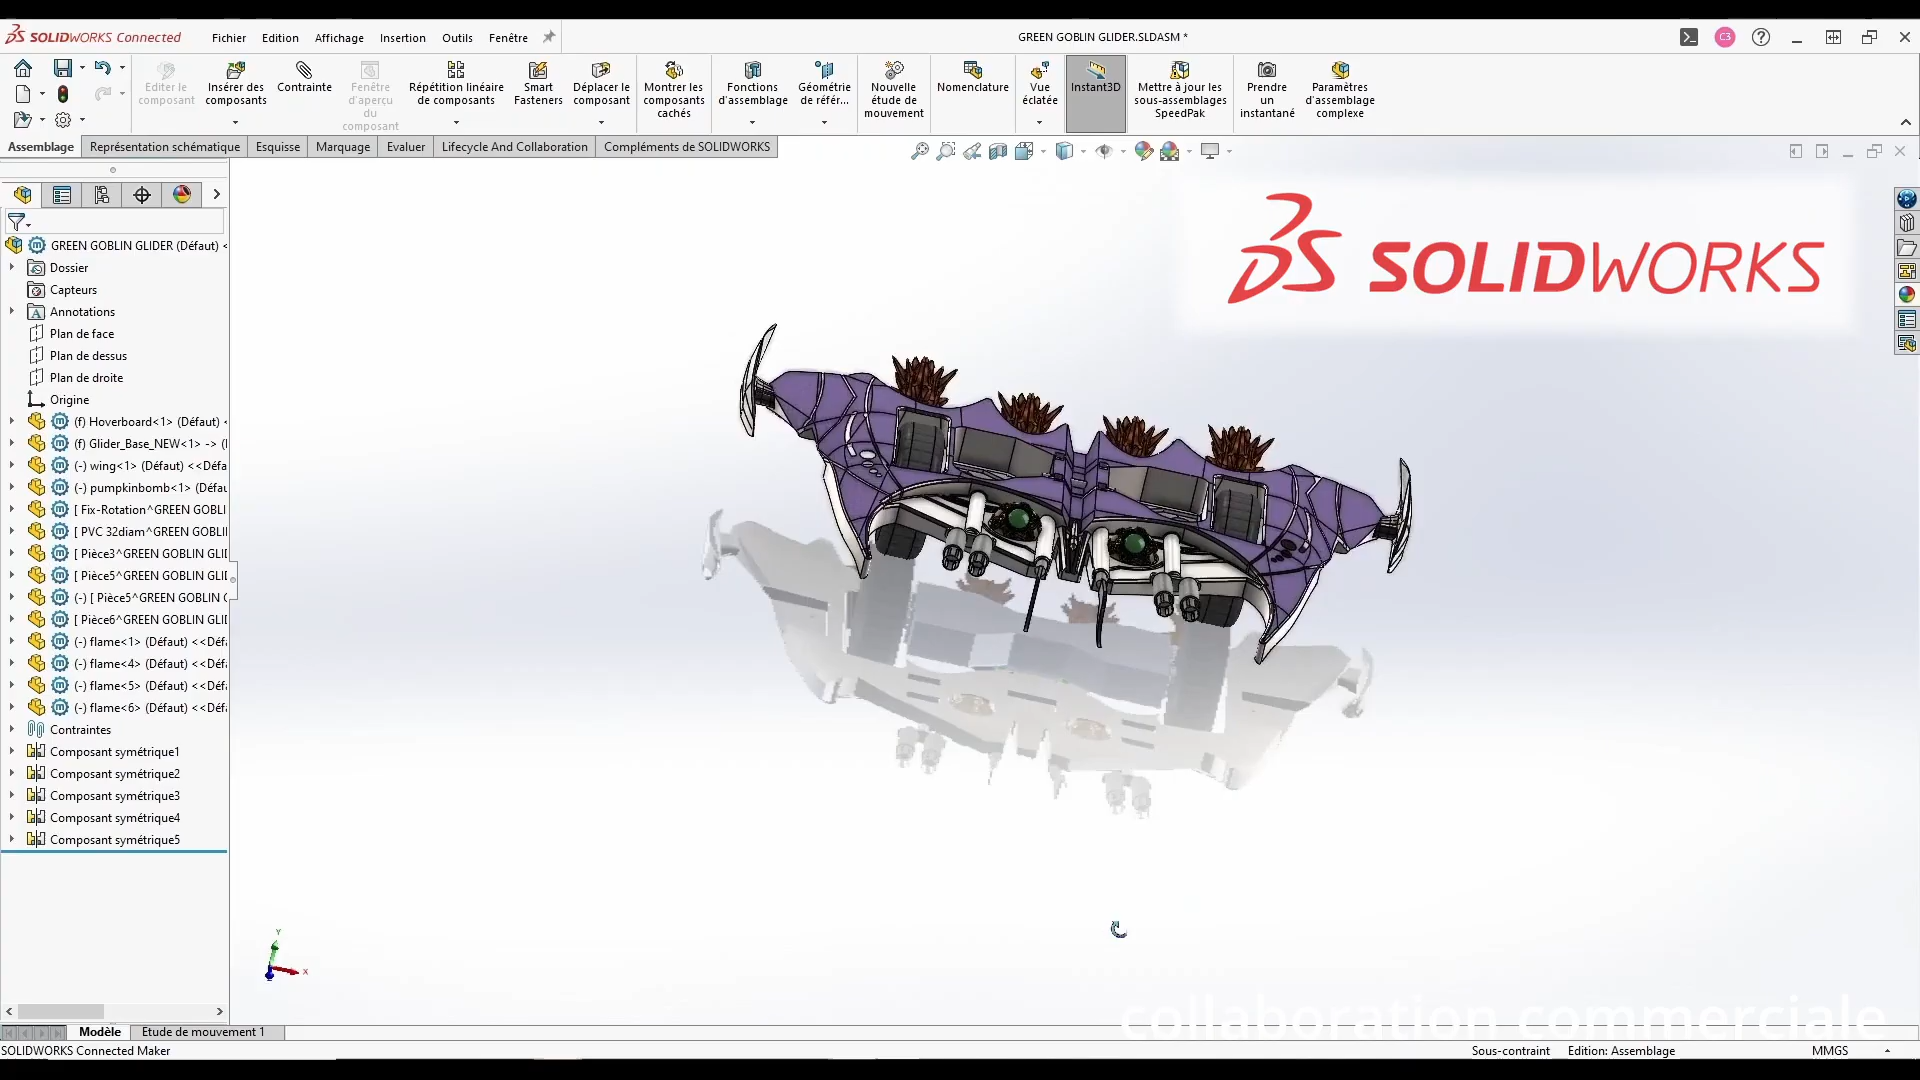 SOLIDWORKS Connected
Fichier Edition Affichage Insertion Outils Fenêtre
GREEN GOBLIN GLIDER.SLDASM *
C3
Editer le composant
Insérer des composants
Contrainte
Fenêtre d'aperçu du composant
Répétition linéaire de composants
Smart Fasteners
Déplacer le composant
Montrer les composants cachés
Fonctions d'assemblage
Géométrie de référ...
Nouvelle étude de mouvement
Nomenclature
Vue éclatée
Instant3D
Mettre à jour les sous-assemblages SpeedPak
Prendre un instantané
Paramètres d'assemblage complexe
Assemblage Représentation schématique Esquisse Marquage Evaluer Lifecycle And Collaboration Compléments de SOLIDWORKS
SOLIDWORKS
GREEN GOBLIN GLIDER (Défaut) <
Dossier
Capteurs
Annotations
Plan de face
Plan de dessus
Plan de droite
Origine
(f) Hoverboard<1> (Défaut) <
(f) Glider_Base_NEW<1> -> (
(-) wing<1> (Défaut) <<Défa
(-) pumpkinbomb<1> (Défau
[ Fix-Rotation^GREEN GOBLI
[ PVC 32diam^GREEN GOBLI
[ Pièce3^GREEN GOBLIN GLI
[ Pièce5^GREEN GOBLIN GLI
(-) [ Pièce5^GREEN GOBLIN
[ Pièce6^GREEN GOBLIN GLI
(-) flame<1> (Défaut) <<Défa
(-) flame<4> (Défaut) <<Défa
(-) flame<5> (Défaut) <<Défa
(-) flame<6> (Défaut) <<Défa
Contraintes
Composant symétrique1
Composant symétrique2
Composant symétrique3
Composant symétrique4
Composant symétrique5
Y
X
collaboration commerciale
Modèle Etude de mouvement 1
SOLIDWORKS Connected Maker
Sous-contraint Edition: Assemblage MMGS